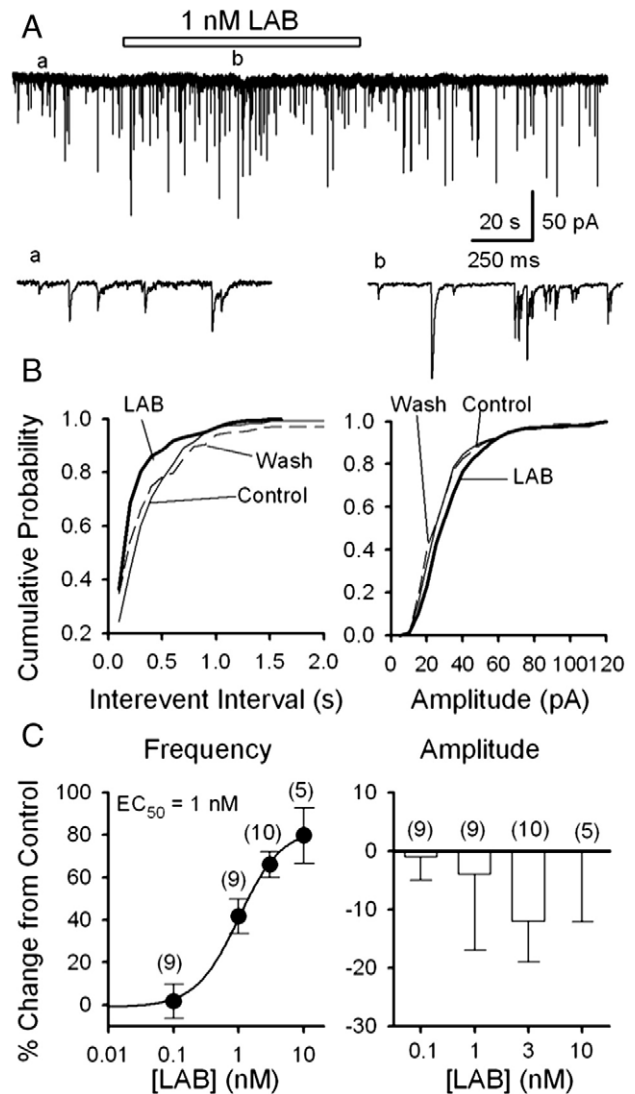 A
1 nM LAB
a
b
20 s
50 pA
250 ms
a
b
B
Cumulative Probability
1.0
0.8
0.6
0.4
0.2
LAB
Wash
Control
0.0
0.5
1.0
1.5
2.0
Interevent Interval (s)
1.0
0.8
0.6
0.4
0.2
0.0
Wash
Control
LAB
0
20
40
60
80
100
120
Amplitude (pA)
C
Frequency
% Change from Control
100
80
60
40
20
0
EC50 = 1 nM
(5)
(10)
(9)
(9)
0.01
0.1
1
10
[LAB] (nM)
Amplitude
10
0
-10
-20
-30
(9)
(9)
(10)
(5)
0.1
1
3
10
[LAB] (nM)